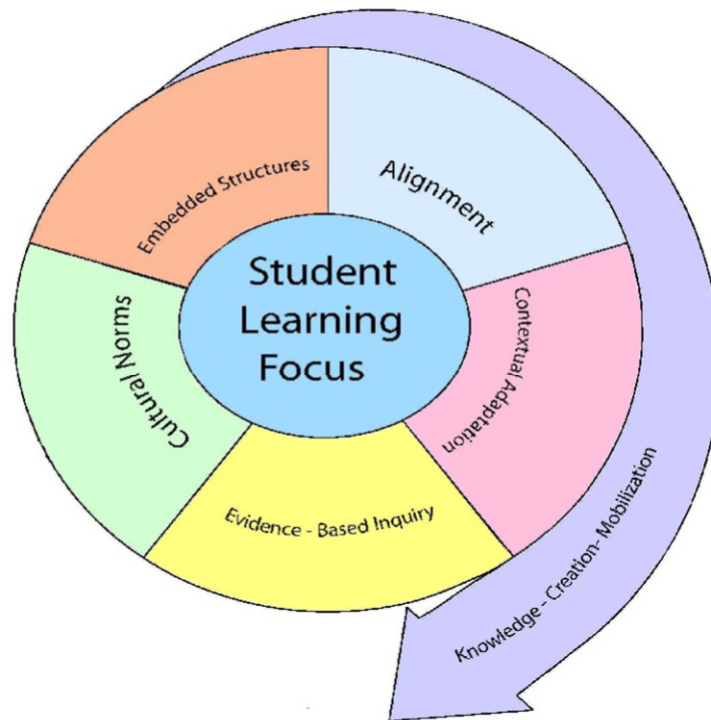 Embedded Structures
Alignment
Student
Learning
Focus
Contextual Adaptation
Cultural Norms
Evidence - Based Inquiry
Knowledge - Creation- Mobilization